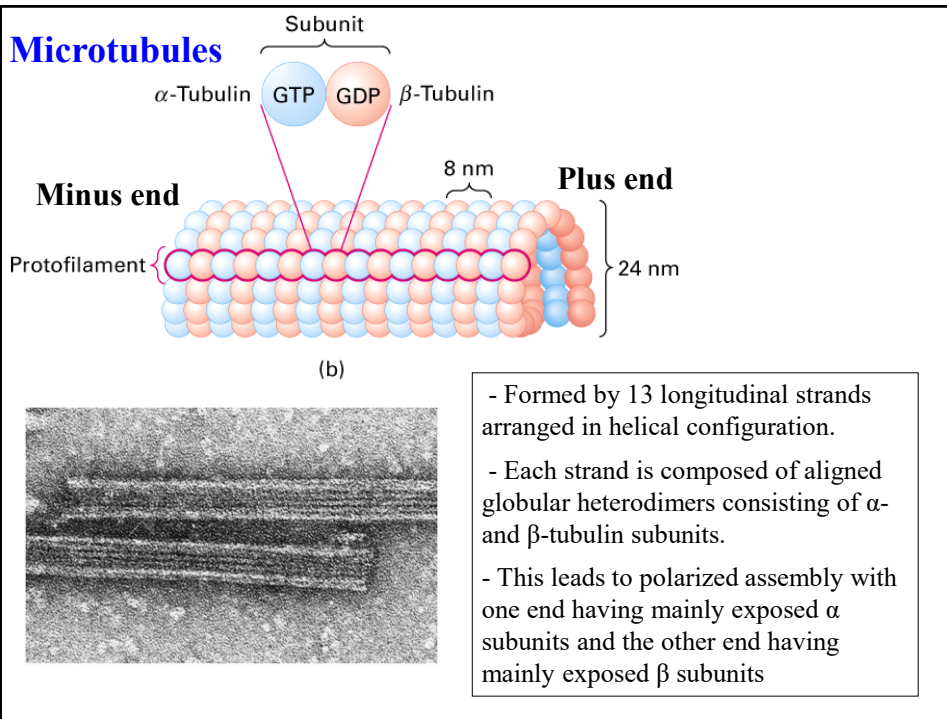 Subunit
Microtubules
α-Tubulin GTP GDP β-Tubulin
8 nm
Minus end
Plus end
Protofilament
24 nm
(b)
- Formed by 13 longitudinal strands
arranged in helical configuration.
- Each strand is composed of aligned
globular heterodimers consisting of α-
and β-tubulin subunits.
- This leads to polarized assembly with
one end having mainly exposed α
subunits and the other end having
mainly exposed β subunits